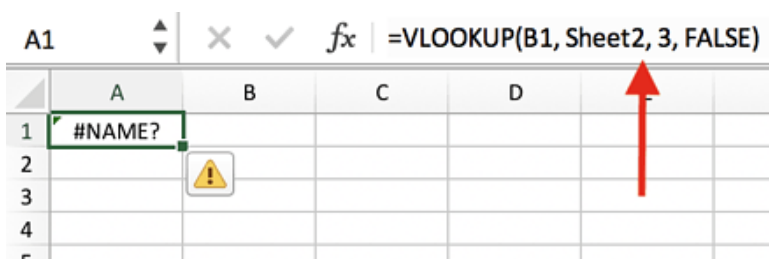 A1 fx =VLOOKUP(B1, Sheet2, 3, FALSE)
A B C D
1 #NAME?
2
3
4